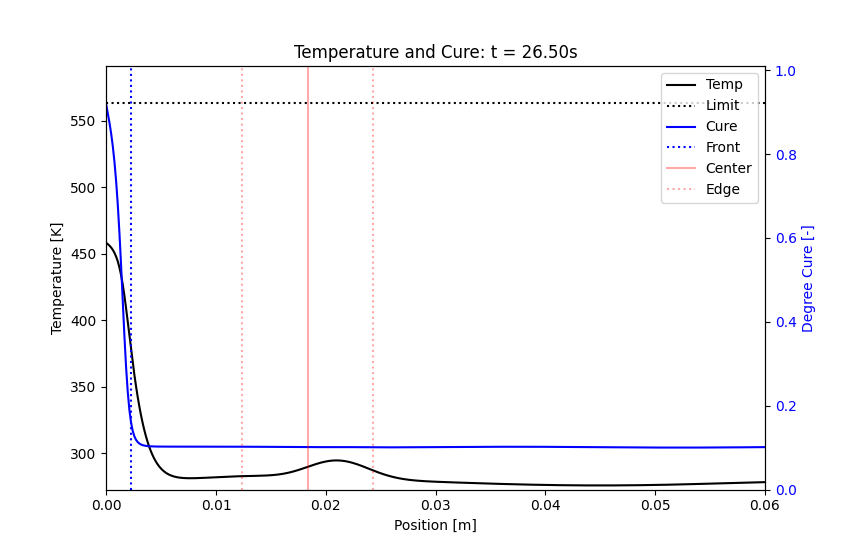 Temperature and Cure: t = 26.50s
Temperature [K]
550
500
450
400
350
300
1.0
0.8
0.6
0.4
0.2
0.0
Degree Cure [-]
Temp
Limit
Cure
Front
Center
Edge
0.00
0.01
0.02
0.03
0.04
0.05
0.06
Position [m]